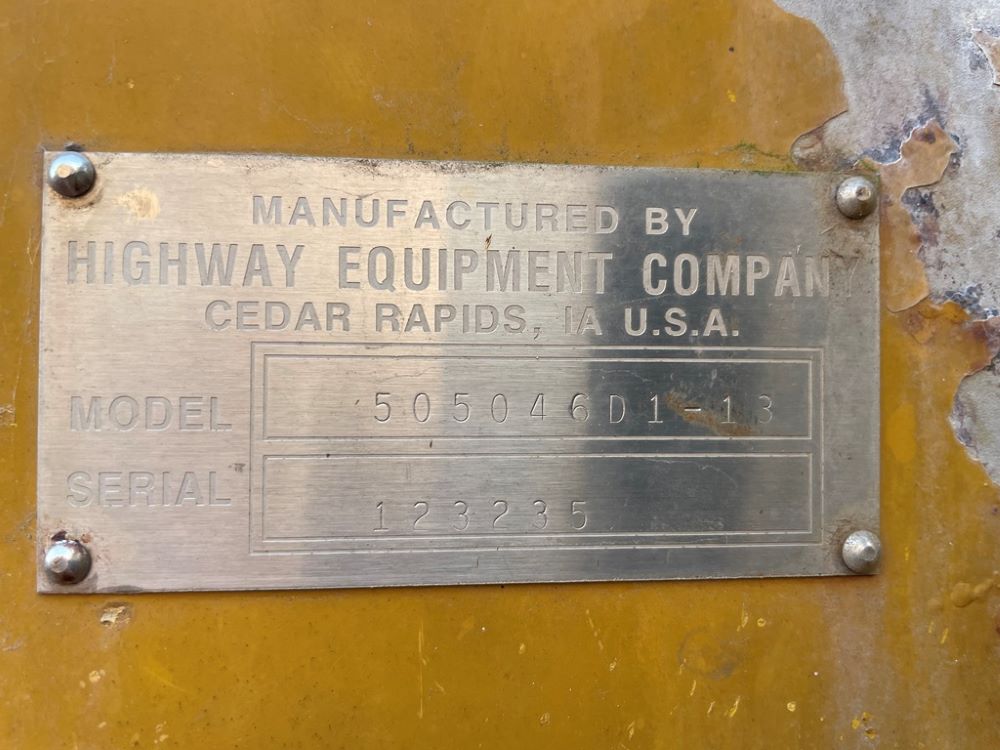 MANUFACTURED BY
HIGHWAY EQUIPMENT COMPANY
CEDAR RAPIDS, IA U.S.A.
MODEL 505046D1-13
SERIAL 123235